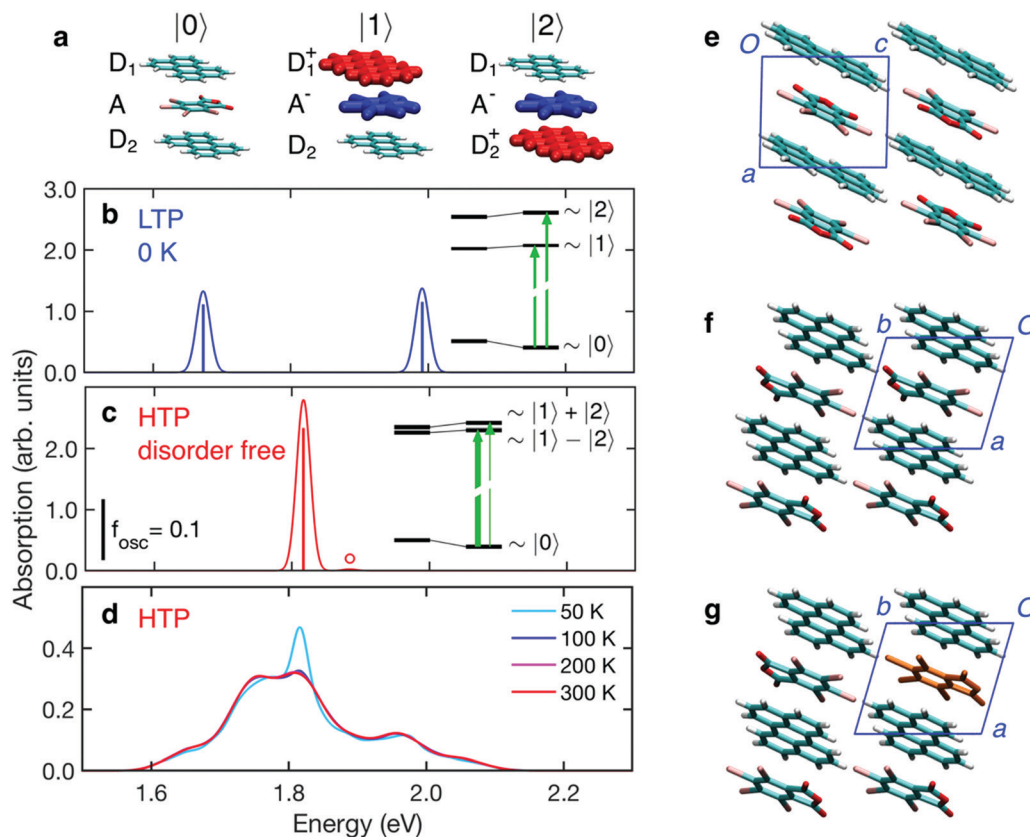 a
|0⟩ |1⟩ |2⟩
D₁ D₁⁺ D₁
A A⁻ A⁻
D₂ D₂ D₂⁺
Absorption (arb. units)
b
LTP
0 K
3.0
2.0
1.0
0.0
~ |2⟩
~ |1⟩
~ |0⟩
c
HTP
disorder free
f_osc = 0.1
2.0
1.0
0.0
~ |1⟩ + |2⟩
~ |1⟩ − |2⟩
~ |0⟩
d
HTP
0.4
0.2
0.0
50 K
100 K
200 K
300 K
1.6 1.8 2.0 2.2
Energy (eV)
e
O c
a
f
b O
a
g
b O
a